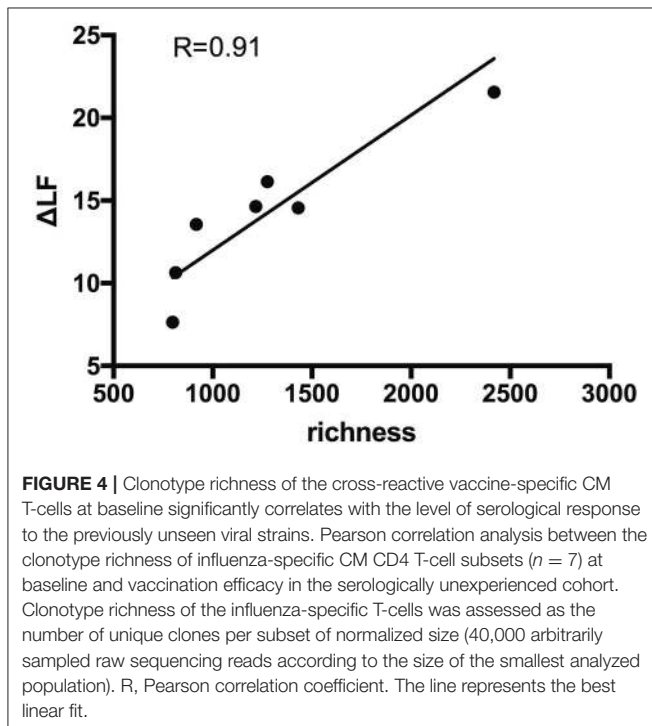 R=0.91
25
20
15
10
5
ΔLF
500 1000 1500 2000 2500 3000
richness
FIGURE 4 | Clonotype richness of the cross-reactive vaccine-specific CM
T-cells at baseline significantly correlates with the level of serological response
to the previously unseen viral strains. Pearson correlation analysis between the
clonotype richness of influenza-specific CM CD4 T-cell subsets (n = 7) at
baseline and vaccination efficacy in the serologically unexperienced cohort.
Clonotype richness of the influenza-specific T-cells was assessed as the
number of unique clones per subset of normalized size (40,000 arbitrarily
sampled raw sequencing reads according to the size of the smallest analyzed
population). R, Pearson correlation coefficient. The line represents the best
linear fit.